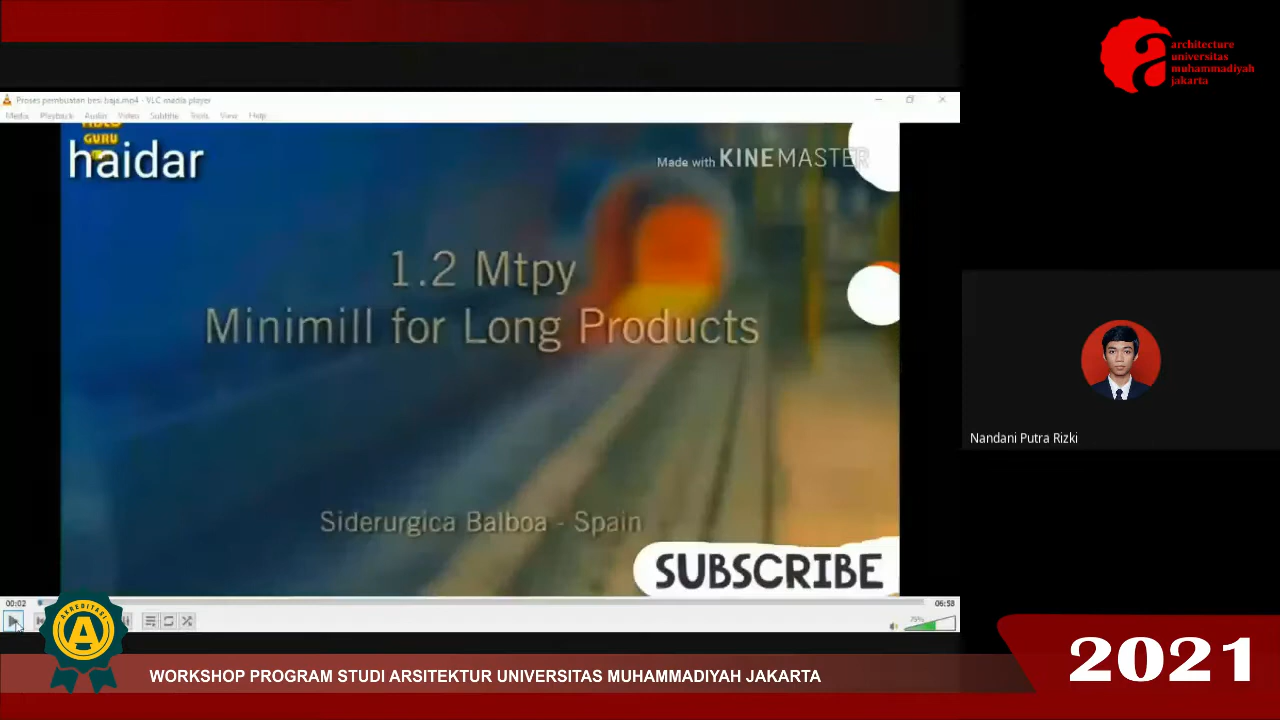 architecture
universitas
muhammadiyah
jakarta
Proses pembuatan besi baja.mp4 - VLC media player
Media Playback Audio Video Subtitle Tools View Help
GURU
haidar
Made with KINEMASTER
1.2 Mtpy
Minimill for Long Products
Siderurgica Balboa - Spain
SUBSCRIBE
Nandani Putra Rizki
00:02
06:58
AKREDITASI
A
WORKSHOP PROGRAM STUDI ARSITEKTUR UNIVERSITAS MUHAMMADIYAH JAKARTA
2021